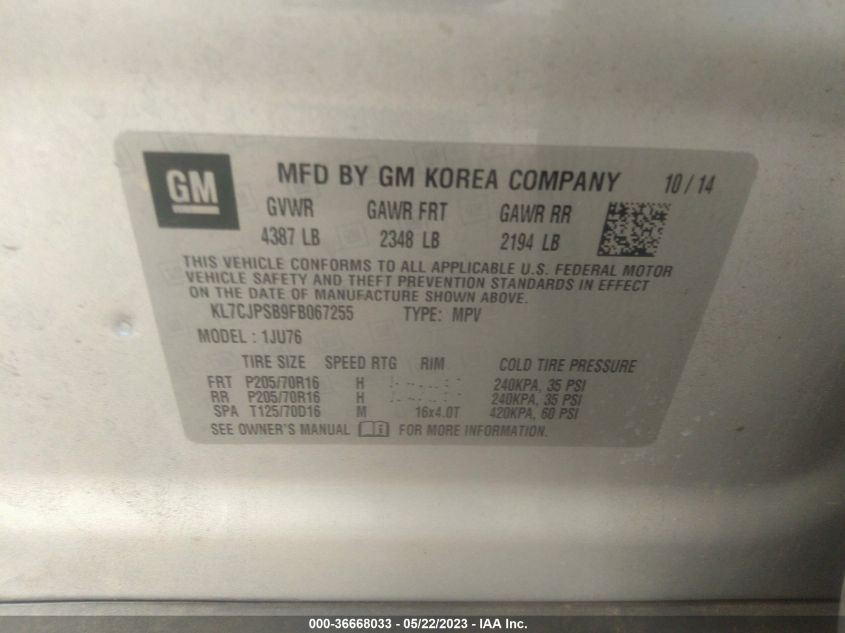 GM
MFD BY GM KOREA COMPANY 10 / 14
GVWR GAWR FRT GAWR RR
4387 LB 2348 LB 2194 LB
THIS VEHICLE CONFORMS TO ALL APPLICABLE U.S. FEDERAL MOTOR
VEHICLE SAFETY AND THEFT PREVENTION STANDARDS IN EFFECT
ON THE DATE OF MANUFACTURE SHOWN ABOVE.
KL7CJPSB9FB067255 TYPE: MPV
MODEL : 1JU76
TIRE SIZE SPEED RTG RIM COLD TIRE PRESSURE
FRT P205/70R16 H 240KPA, 35 PSI
RR P205/70R16 H 240KPA, 35 PSI
SPA T125/70D16 M 16x4.0T 420KPA, 60 PSI
SEE OWNER'S MANUAL FOR MORE INFORMATION.
000-36668033 - 05/22/2023 - IAA Inc.